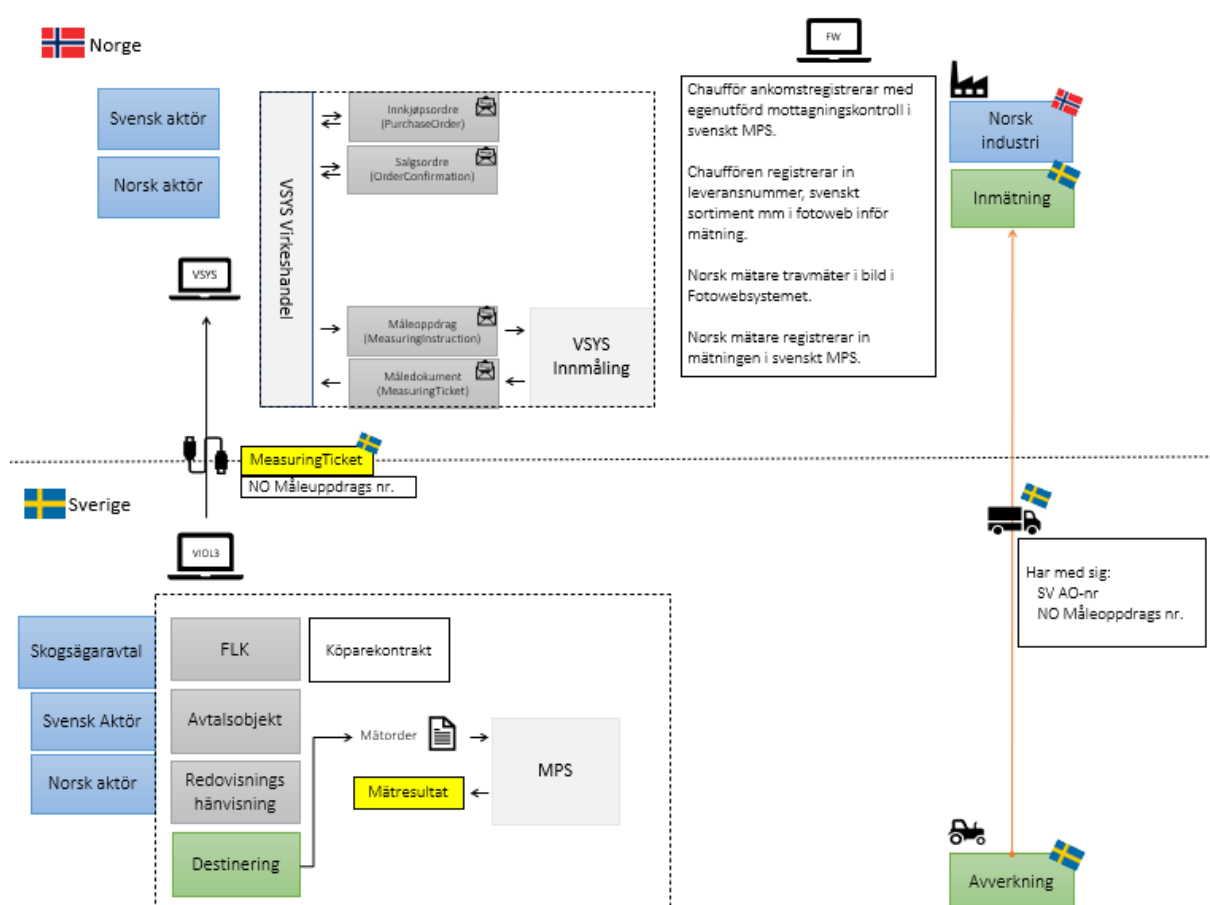 Norge
Svensk aktör
Norsk aktör
VSYS
VSYS Virkeshandel
Innkjøpsordre
(PurchaseOrder)
Salgsordre
(OrderConfirmation)
Måleoppdrag
(MeasuringInstruction)
Måledokument
(MeasuringTicket)
VSYS
Innmåling
FW
Chaufför ankomstregistrerar med
egenutförd mottagningskontroll i
svenskt MPS.
Chauffören registrerar in
leveransnummer, svenskt
sortiment mm i fotoweb inför
mätning.
Norsk mätare travmäter i bild i
Fotowebsystemet.
Norsk mätare registrerar in
mätningen i svenskt MPS.
Norsk
industri
Inmätning
MeasuringTicket
NO Måleuppdrags nr.
Sverige
VIOL3
Skogsägaravtal
Svensk Aktör
Norsk aktör
FLK
Köparekontrakt
Avtalsobjekt
Redovisnings
hänvisning
Destinering
Mätorder
Mätresultat
MPS
Har med sig:
SV AO-nr
NO Måleoppdrags nr.
Avverkning